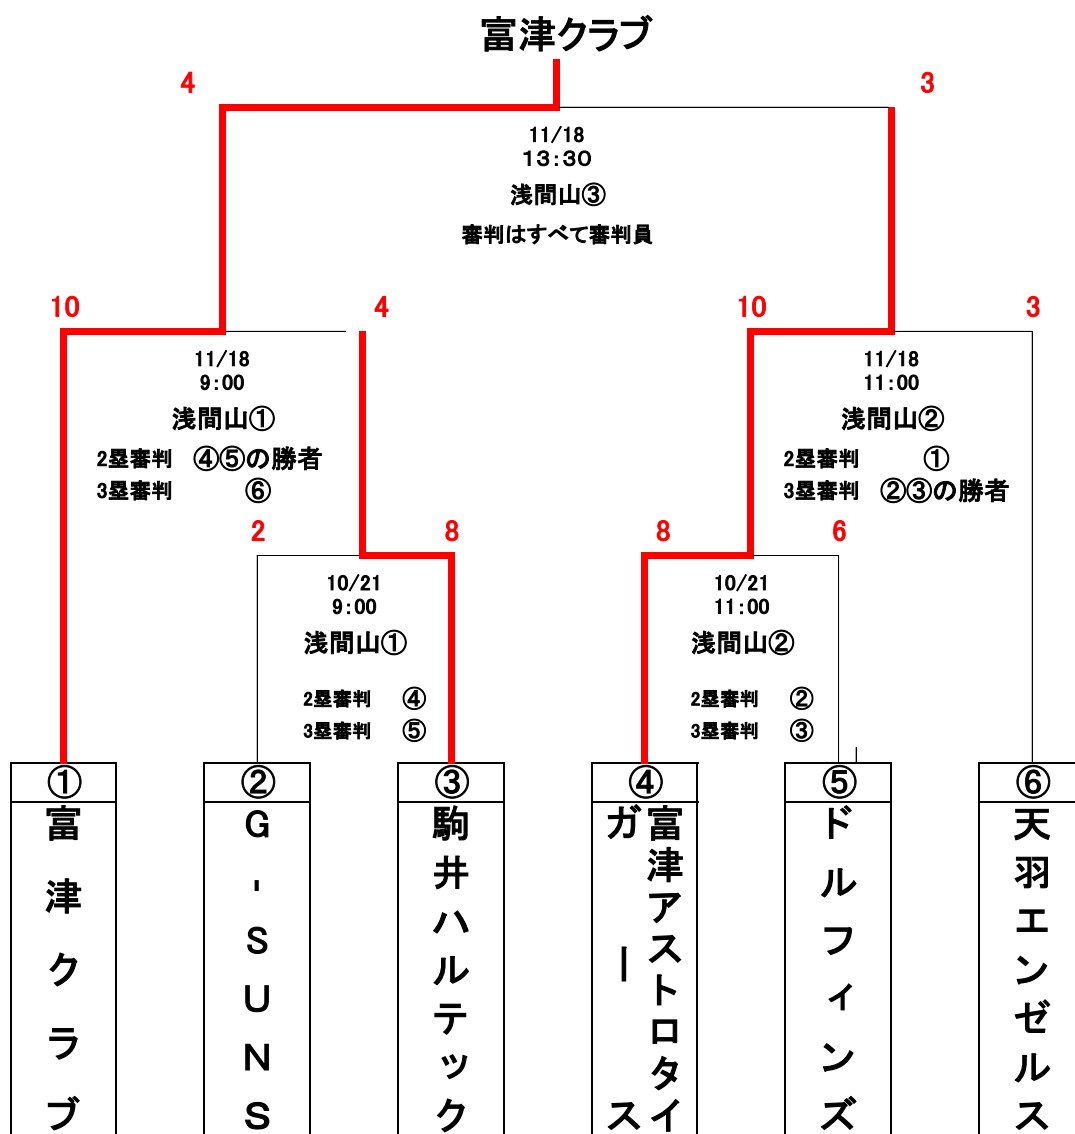 富津クラブ
4
3
11/18
13:30
浅間山③
審判はすべて審判員
10
4
10
3
11/18
9:00
浅間山①
2塁審判 ④⑤の勝者
3塁審判 ⑥
11/18
11:00
浅間山②
2塁審判 ①
3塁審判 ②③の勝者
2
8
8
6
10/21
9:00
浅間山①
2塁審判 ④
3塁審判 ⑤
10/21
11:00
浅間山②
2塁審判 ②
3塁審判 ③
①
富津クラブ
②
G'SUNS
③
駒井ハルテック
④
富津アストロタイ
ガース
⑤
ドルフィンズ
⑥
天羽エンゼルス